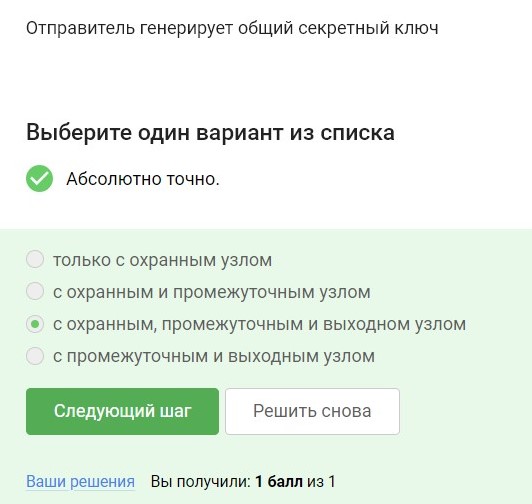 Отправитель генерирует общий секретный ключ
Выберите один вариант из списка
Абсолютно точно.
только с охранным узлом
с охранным и промежуточным узлом
с охранным, промежуточным и выходном узлом
с промежуточным и выходным узлом
Следующий шаг
Решить снова
Ваши решения Вы получили: 1 балл из 1